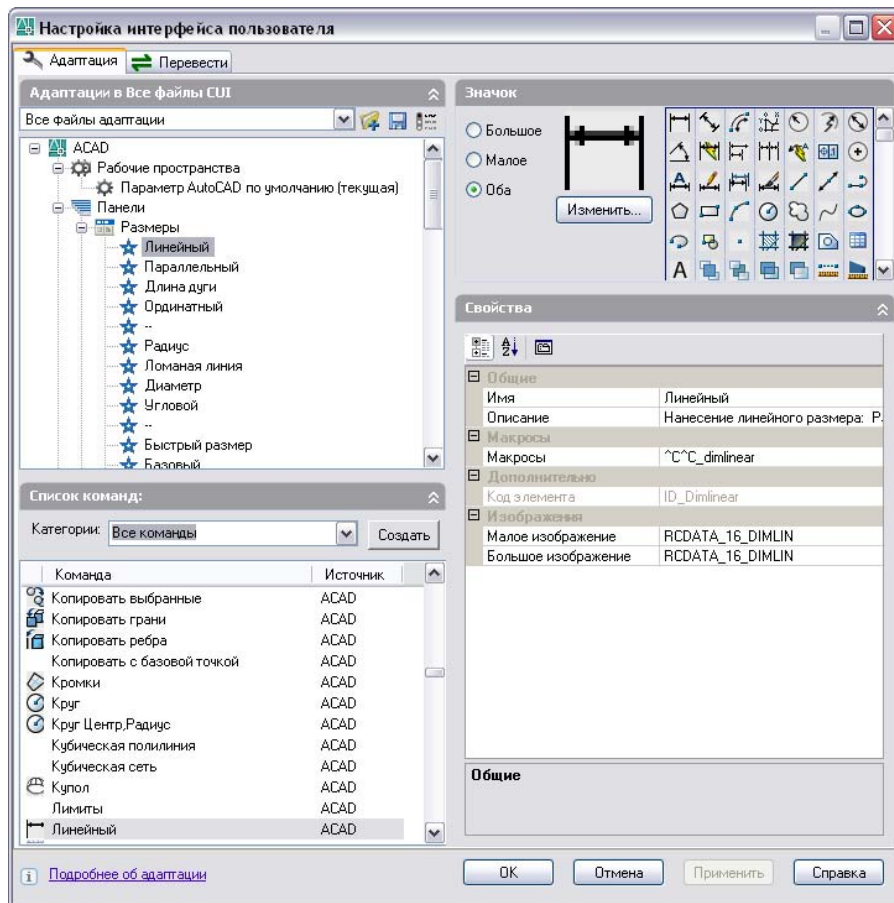 Настройка интерфейса пользователя
Адаптация
Перевести
Адаптации в Все файлы CUI
Все файлы адаптации
ACAD
Рабочие пространства
Параметр AutoCAD по умолчанию (текущая)
Панели
Размеры
Линейный
Параллельный
Длина дуги
Ординатный
--
Радиус
Ломаная линия
Диаметр
Угловой
--
Быстрый размер
Базовый
Список команд:
Категории: Все команды
Создать
Команда Источник
Копировать выбранные ACAD
Копировать грани ACAD
Копировать ребра ACAD
Копировать с базовой точкой ACAD
Кромки ACAD
Круг ACAD
Круг Центр,Радиус ACAD
Кубическая полилиния ACAD
Кубическая сеть ACAD
Купол ACAD
Лимиты ACAD
Линейный ACAD
Значок
Большое
Малое
Оба
Изменить...
Свойства
Общие
Имя Линейный
Описание Нанесение линейного размера: Р.
Макросы
Макросы ^C^C_dimlinear
Дополнительно
Код элемента ID_Dimlinear
Изображения
Малое изображение RCDATA_16_DIMLIN
Большое изображение RCDATA_16_DIMLIN
Общие
Подробнее об адаптации
OK
Отмена
Применить
Справка